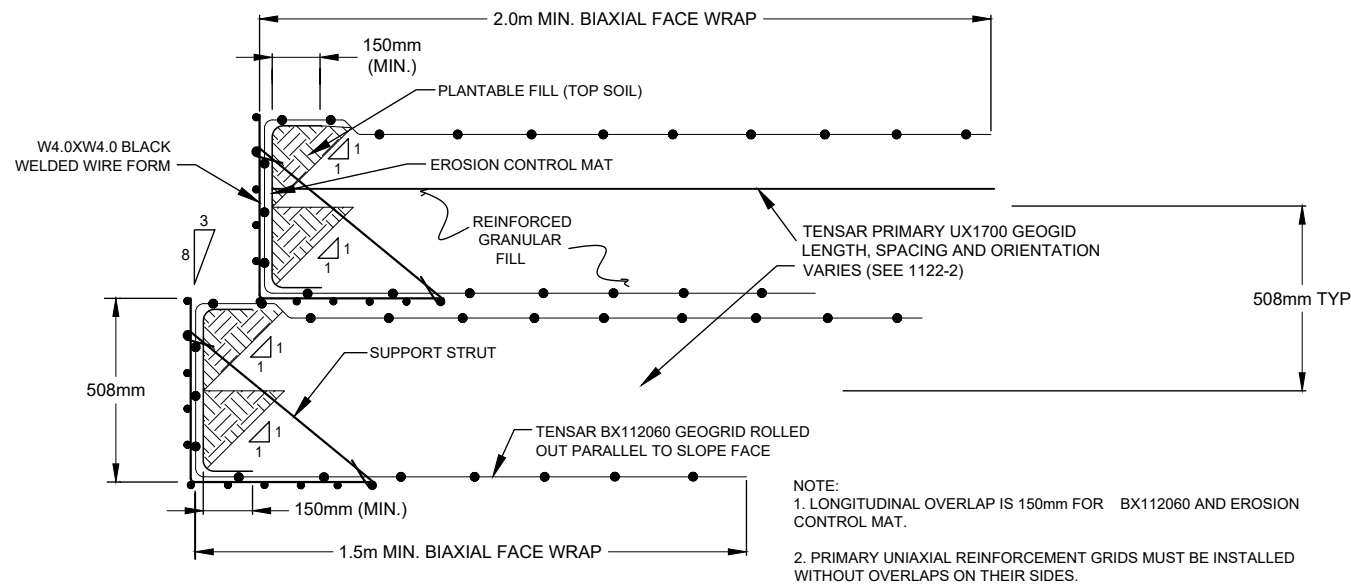 2.0m MIN. BIAXIAL FACE WRAP
150mm
(MIN.)
PLANTABLE FILL (TOP SOIL)
W4.0XW4.0 BLACK
WELDED WIRE FORM
1
1
EROSION CONTROL MAT
REINFORCED
GRANULAR
FILL
TENSAR PRIMARY UX1700 GEOGID
LENGTH, SPACING AND ORIENTATION
VARIES (SEE 1122-2)
3
8
1
1
508mm TYP
1
1
SUPPORT STRUT
508mm
1
1
TENSAR BX112060 GEOGRID ROLLED
OUT PARALLEL TO SLOPE FACE
150mm (MIN.)
1.5m MIN. BIAXIAL FACE WRAP
NOTE:
1. LONGITUDINAL OVERLAP IS 150mm FOR BX112060 AND EROSION
CONTROL MAT.
2. PRIMARY UNIAXIAL REINFORCEMENT GRIDS MUST BE INSTALLED
WITHOUT OVERLAPS ON THEIR SIDES.